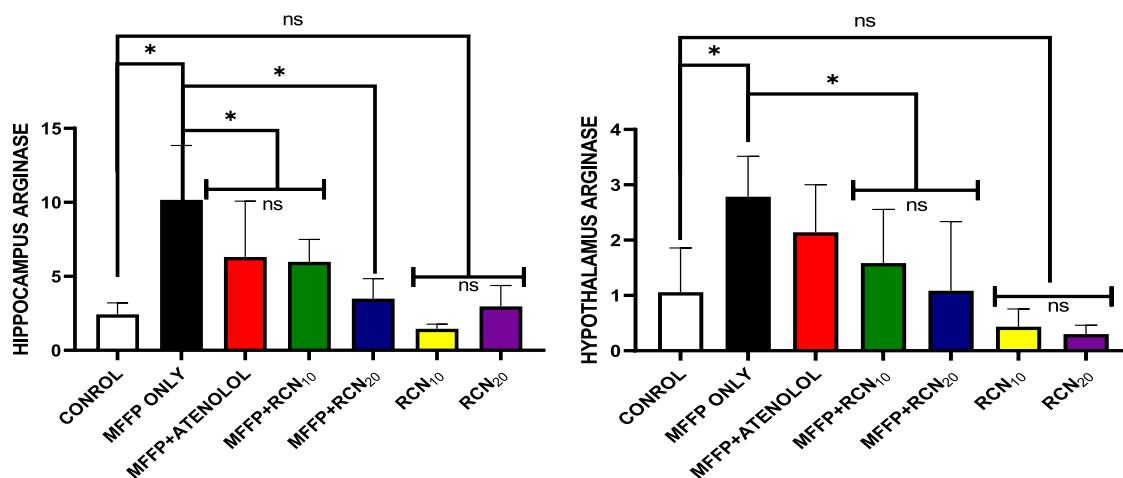 ns
*
*
*
15
10
5
0
HIPPOCAMPUS ARGINASE
ns
ns
CONROL
MFFP ONLY
MFFP+ATENOLOL
MFFP+RCN₁₀
MFFP+RCN₂₀
RCN₁₀
RCN₂₀
ns
*
*
4
3
2
1
0
HYPOTHALAMUS ARGINASE
ns
ns
CONROL
MFFP ONLY
MFFP+ATENOLOL
MFFP+RCN₁₀
MFFP+RCN₂₀
RCN₁₀
RCN₂₀